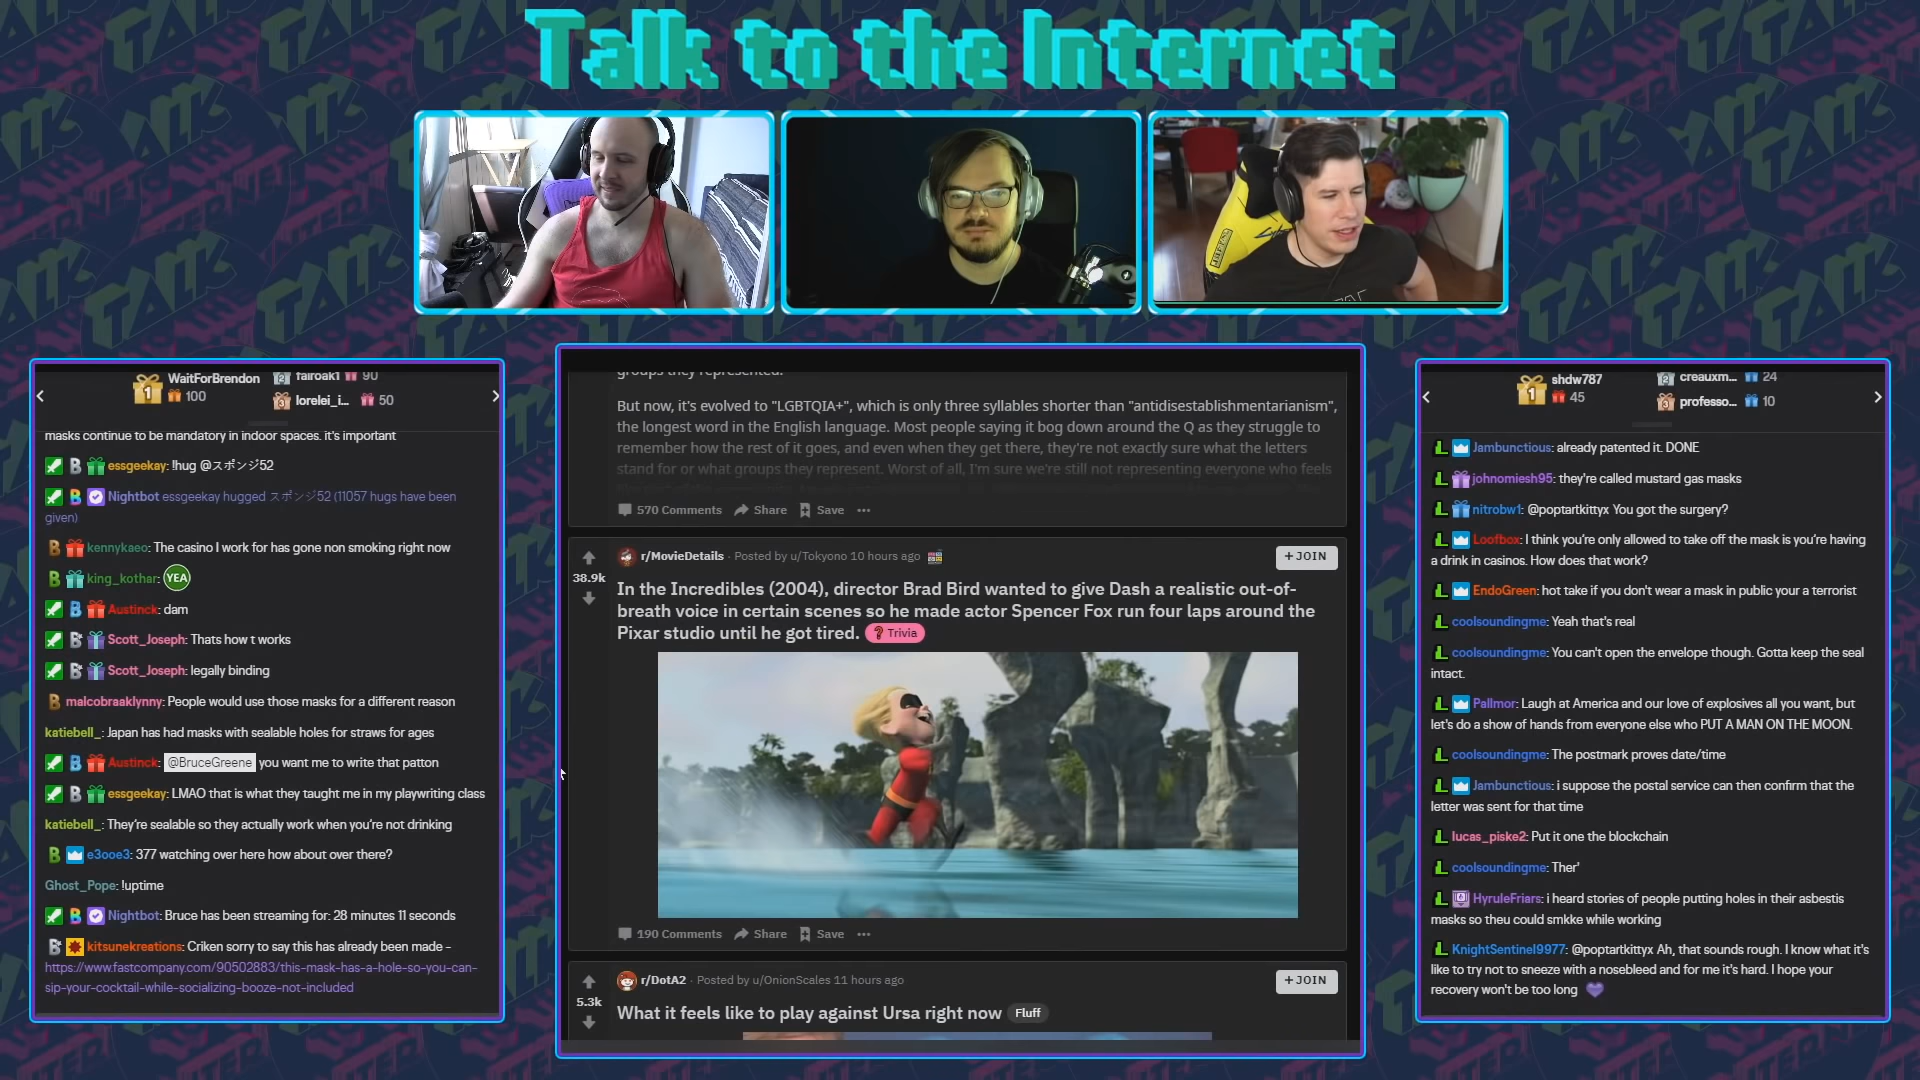 Talk to the Internet
WaitForBrendon
100
fairoak1 90
lorelei_i... 50
masks continue to be mandatory in indoor spaces. it's important
essgeekay: !hug @スポンジ52
Nightbot essgeekay hugged スポンジ52 (11057 hugs have been
given)
kennykaeo: The casino I work for has gone non smoking right now
king_kothar: YEA
Austinck: dam
Scott_Joseph: Thats how t works
Scott_Joseph: legally binding
malcobraaklynny: People would use those masks for a different reason
katiebell_: Japan has had masks with sealable holes for straws for ages
Austinck: @BruceGreene you want me to write that patton
essgeekay: LMAO that is what they taught me in my playwriting class
katiebell_: They're sealable so they actually work when you're not drinking
e3ooe3: 377 watching over here how about over there?
Ghost_Pope: !uptime
Nightbot: Bruce has been streaming for: 28 minutes 11 seconds
kitsunekreations: Criken sorry to say this has already been made -
https://www.fastcompany.com/90502883/this-mask-has-a-hole-so-you-can-
sip-your-cocktail-while-socializing-booze-not-included
groups they represented.
But now, it's evolved to "LGBTQIA+", which is only three syllables shorter than "antidisestablishmentarianism",
the longest word in the English language. Most people saying it bog down around the Q as they struggle to
remember how the rest of it goes, and even when they get there, they're not exactly sure what the letters
stand for or what groups they represent. Worst of all, I'm sure we're still not representing everyone who feels
570 Comments Share Save
r/MovieDetails · Posted by u/Tokyono 10 hours ago
+ JOIN
38.9k
In the Incredibles (2004), director Brad Bird wanted to give Dash a realistic out-of-
breath voice in certain scenes so he made actor Spencer Fox run four laps around the
Pixar studio until he got tired. Trivia
190 Comments Share Save
r/DotA2 · Posted by u/OnionScales 11 hours ago
+ JOIN
5.3k
What it feels like to play against Ursa right now Fluff
shdw787
45
creauxm... 24
professo... 10
Jambunctious: already patented it. DONE
johnomiesh95: they're called mustard gas masks
nitrobw1: @poptartkittyx You got the surgery?
Loofbox: I think you're only allowed to take off the mask is you're having
a drink in casinos. How does that work?
EndoGreen: hot take if you don't wear a mask in public your a terrorist
coolsoundingme: Yeah that's real
coolsoundingme: You can't open the envelope though. Gotta keep the seal
intact.
Pallmor: Laugh at America and our love of explosives all you want, but
let's do a show of hands from everyone else who PUT A MAN ON THE MOON.
coolsoundingme: The postmark proves date/time
Jambunctious: i suppose the postal service can then confirm that the
letter was sent for that time
lucas_piske2: Put it one the blockchain
coolsoundingme: Ther'
HyruleFriars: i heard stories of people putting holes in their asbestis
masks so theu could smkke while working
KnightSentinel9977: @poptartkittyx Ah, that sounds rough. I know what it's
like to try not to sneeze with a nosebleed and for me it's hard. I hope your
recovery won't be too long